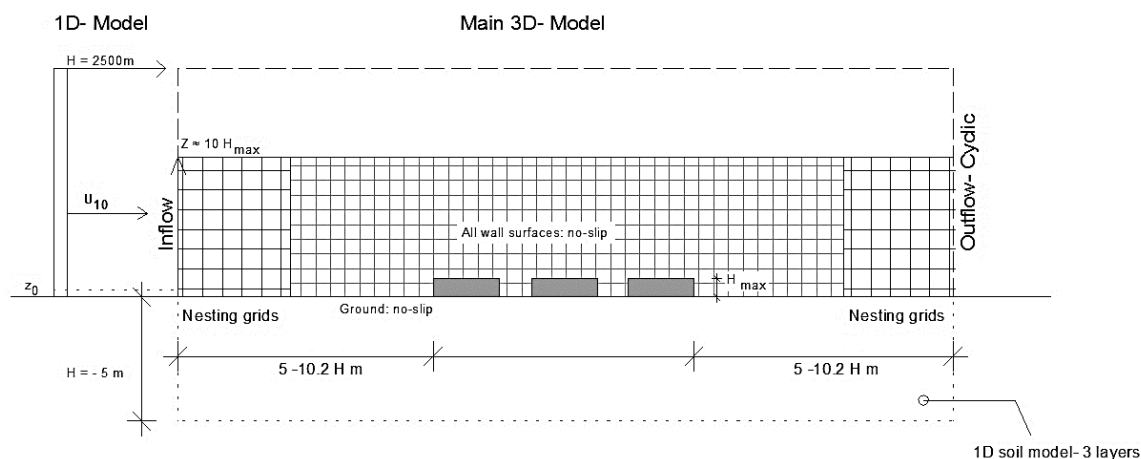 1D- Model
Main 3D- Model
H = 2500m
Z ≈ 10 Hmax
U10
Inflow
Outflow- Cyclic
All wall surfaces: no-slip
z0
H max
Nesting grids
Ground: no-slip
Nesting grids
H = - 5 m
5 -10.2 H m
5 -10.2 H m
1D soil model- 3 layers